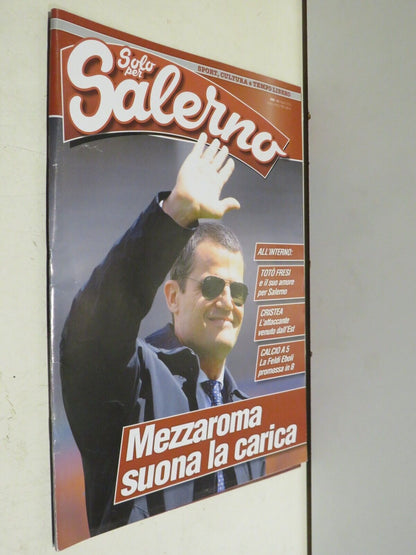 Solo
per
Salerno
SPORT, CULTURA e TEMPO LIBERO
ALL'INTERNO:
TOTÒ FRESI
e il suo amore
per Salerno
CRISTEA
L'attaccante
venuto dall'Est
CALCIO A 5
La Feldi Eboli
promossa in B
Mezzaroma
suona la carica